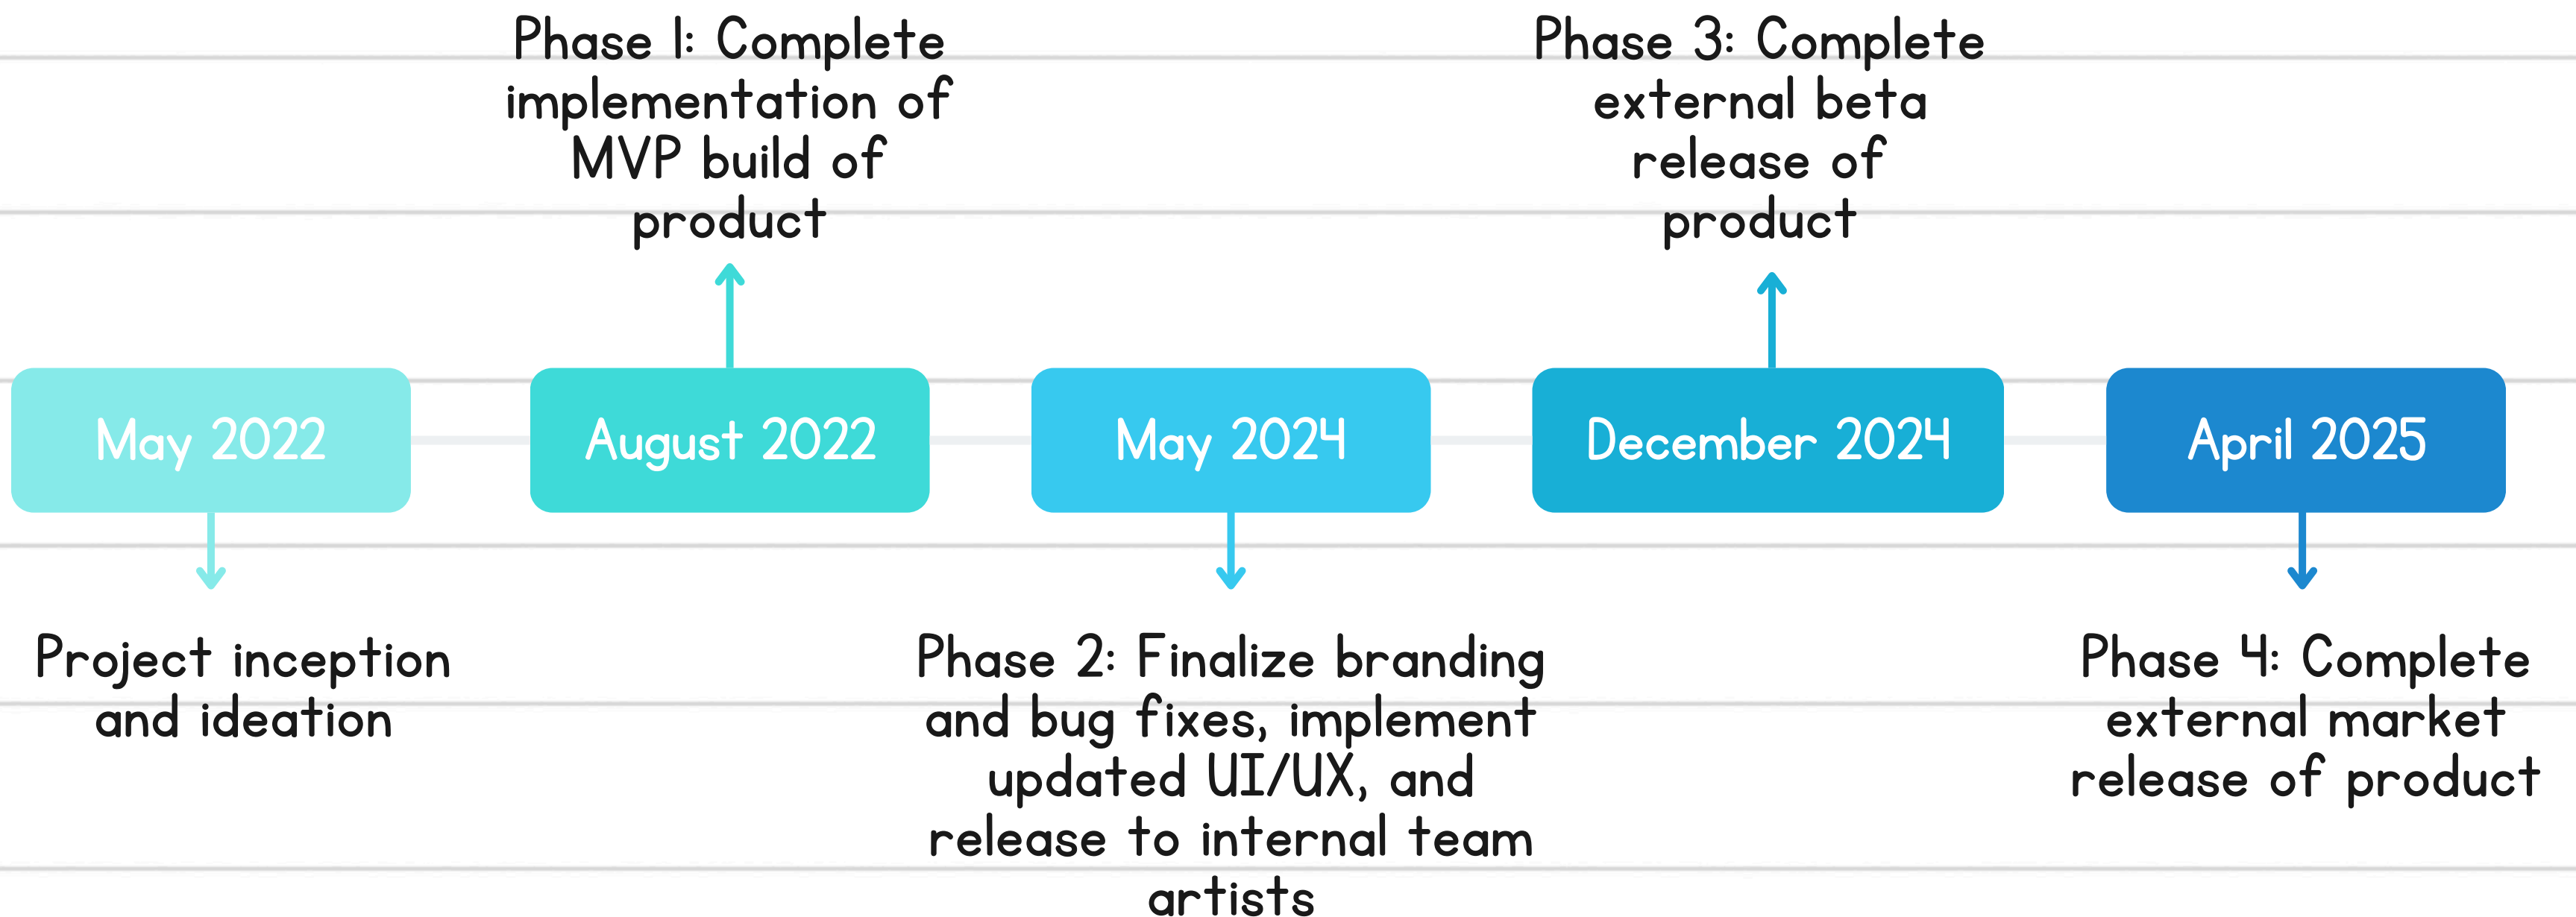 Phase 1: Complete
implementation of
MVP build of
product
Phase 3: Complete
external beta
release of
product
May 2022
August 2022
May 2024
December 2024
April 2025
Project inception
and ideation
Phase 2: Finalize branding
and bug fixes, implement
updated UI/UX, and
release to internal team
artists
Phase 4: Complete
external market
release of product